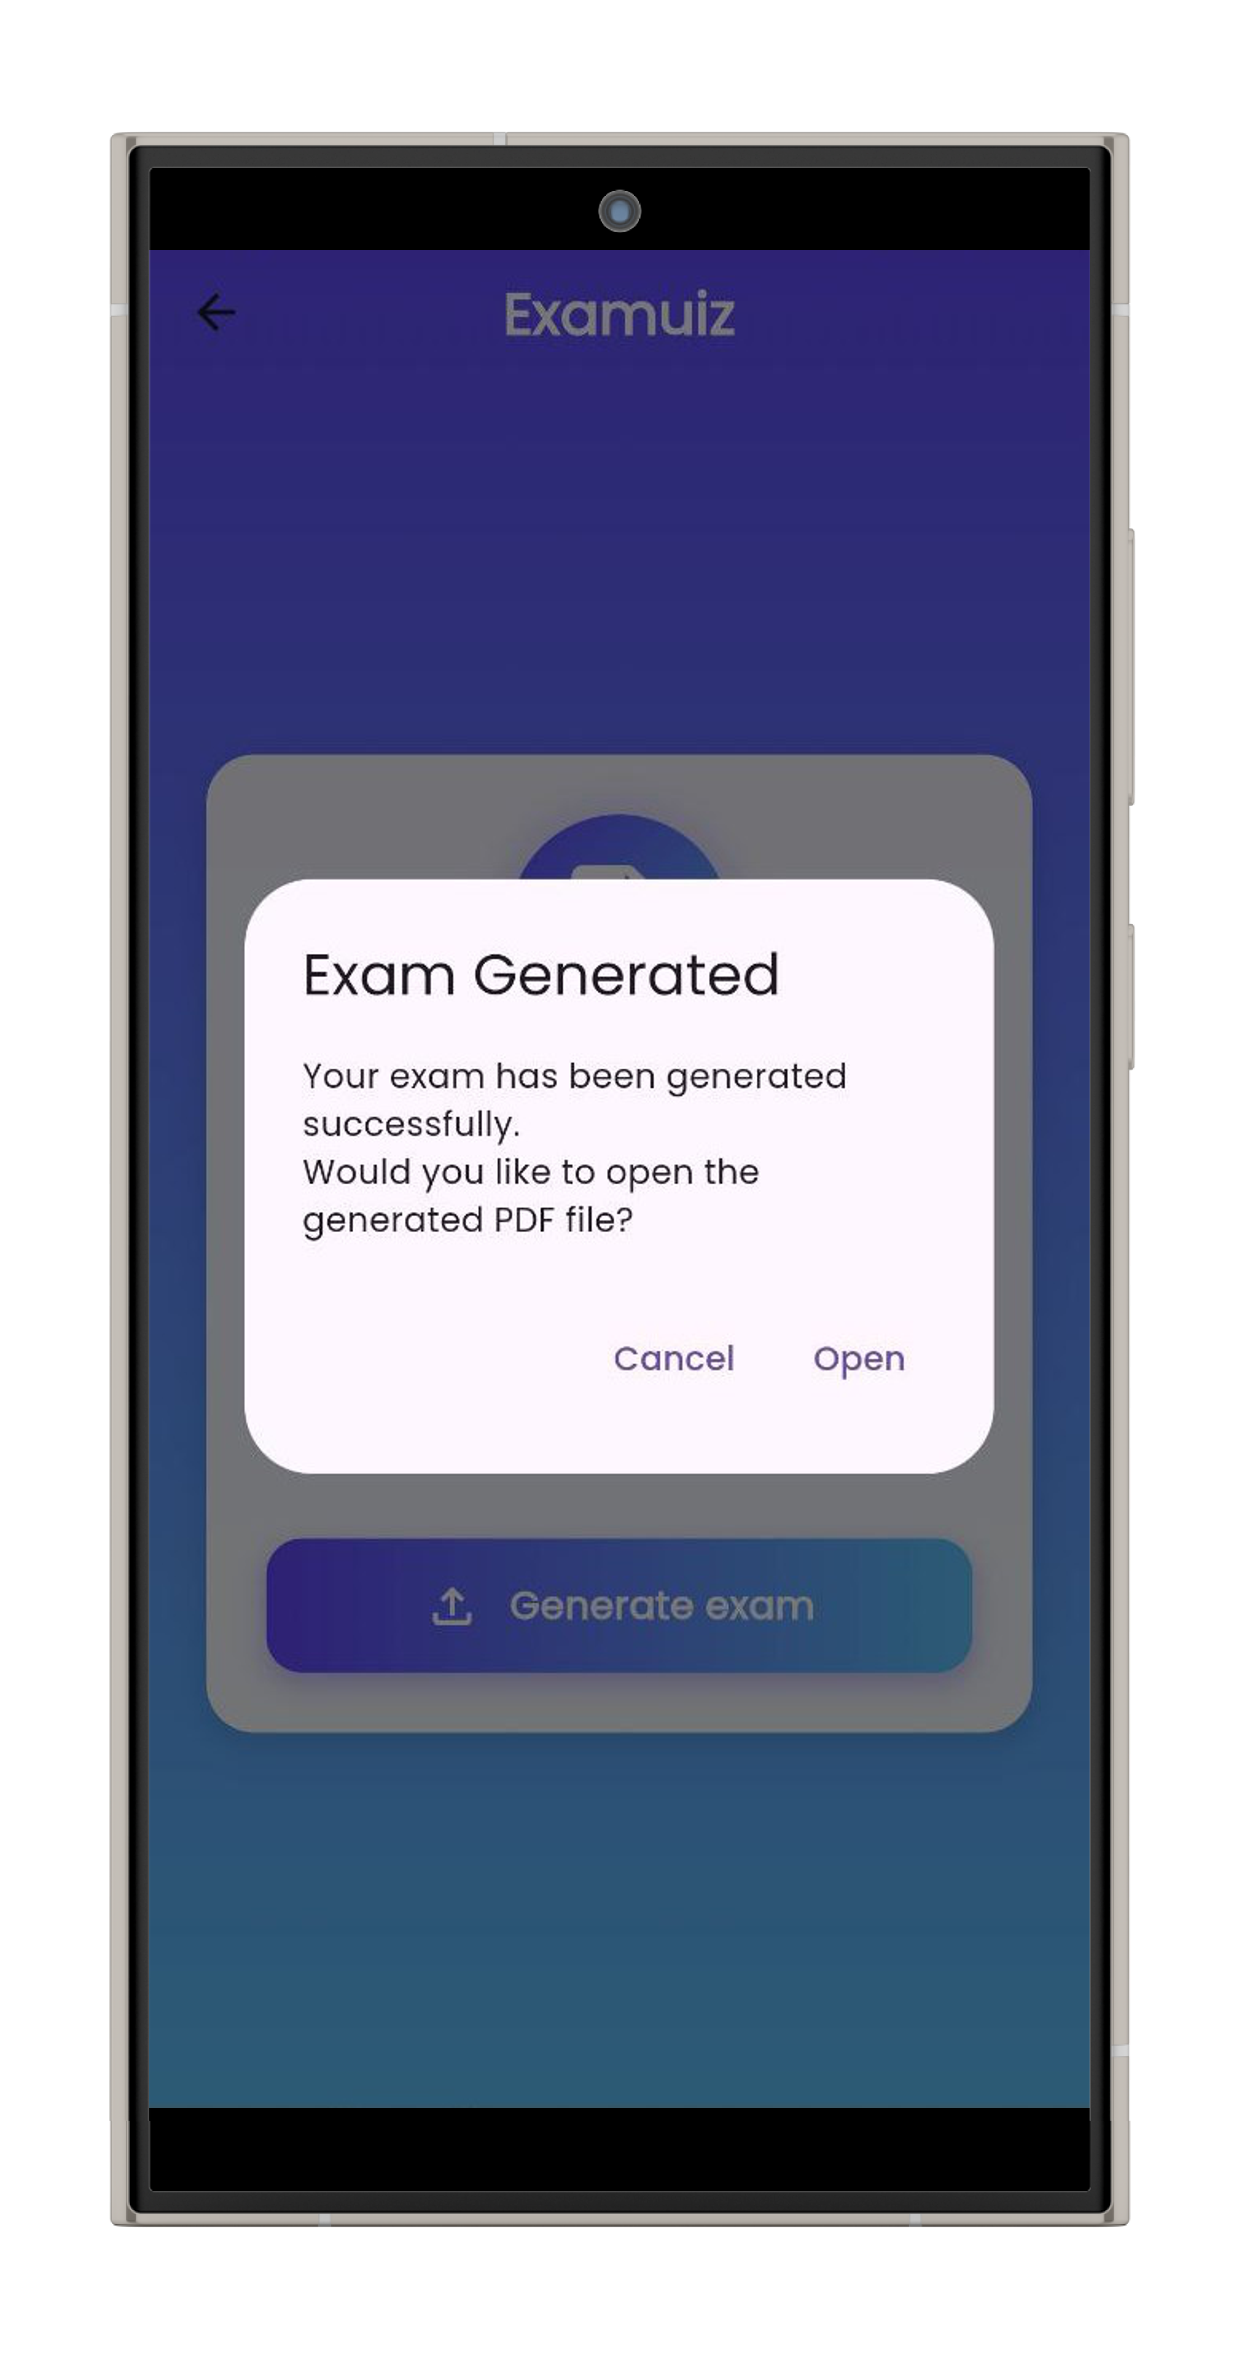 Examuiz
Exam Generated
Your exam has been generated
successfully.
Would you like to open the
generated PDF file?
Cancel
Open
Generate exam